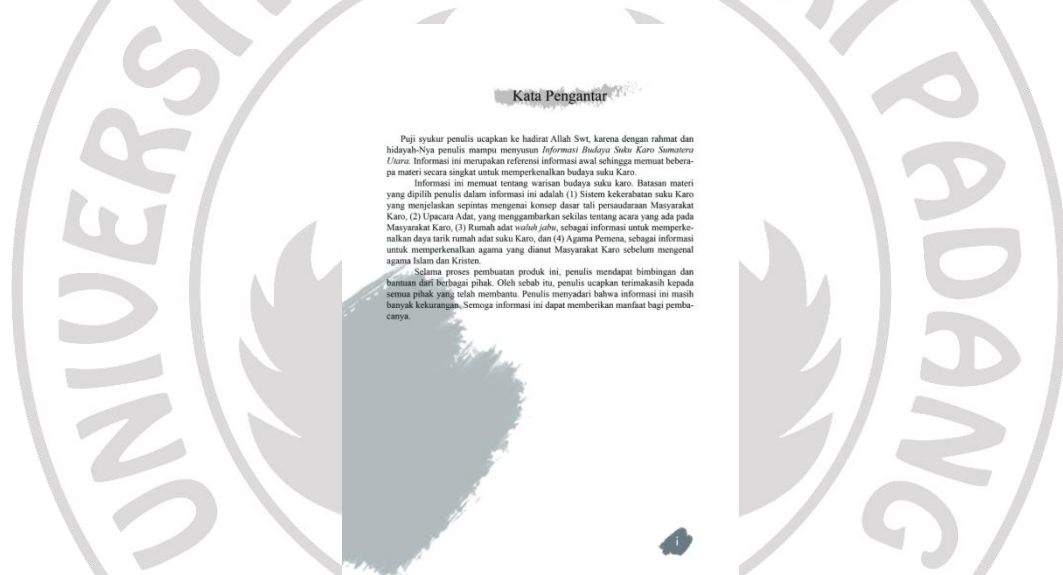 Kata Pengantar
Puji syukur penulis ucapkan ke hadirat Allah Swt, karena dengan rahmat dan
hidayah-Nya penulis mampu menyusun Informasi Budaya Suku Karo Sumatera
Utara. Informasi ini merupakan referensi informasi awal sehingga memuat bebera-
pa materi secara singkat untuk memperkenalkan budaya suku Karo.
Informasi ini memuat tentang warisan budaya suku karo. Batasan materi
yang dipilih penulis dalam informasi ini adalah (1) Sistem kekerabatan suku Karo
yang menjelaskan sepintas mengenai konsep dasar tali persaudaraan Masyarakat
Karo, (2) Upacara Adat, yang menggambarkan sekilas tentang acara yang ada pada
Masyarakat Karo, (3) Rumah adat waluh jabu, sebagai informasi untuk memperke-
nalkan daya tarik rumah adat suku Karo, dan (4) Agama Pemena, sebagai informasi
untuk memperkenalkan agama yang dianut Masyarakat Karo sebelum mengenal
agama Islam dan Kristen.
Selama proses pembuatan produk ini, penulis mendapat bimbingan dan
bantuan dari berbagai pihak. Oleh sebab itu, penulis ucapkan terimakasih kepada
semua pihak yang telah membantu. Penulis menyadari bahwa informasi ini masih
banyak kekurangan. Semoga informasi ini dapat memberikan manfaat bagi pemba-
canya.
i
UNIVERS
I PADANG